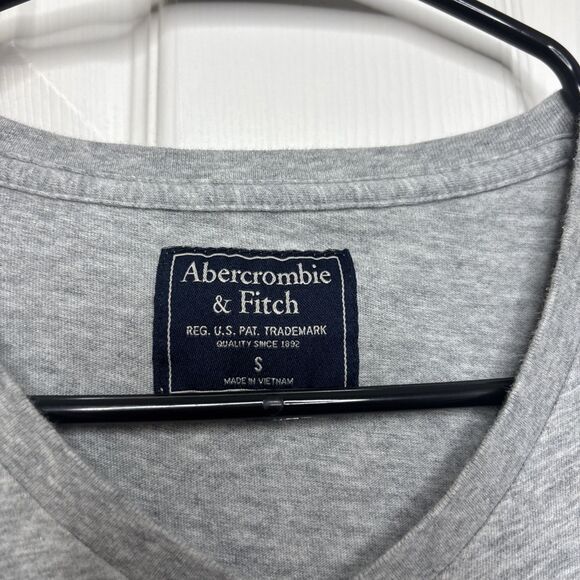 Abercrombie
& Fitch
REG. U.S. PAT. TRADEMARK
QUALITY SINCE 1892
S
MADE IN VIETNAM